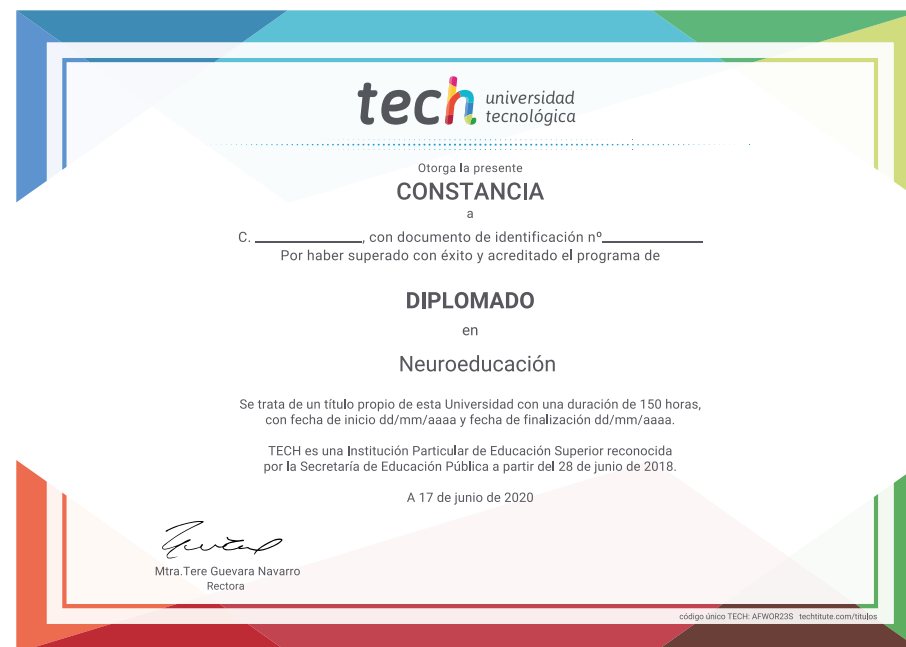 tech universidad
tecnológica
Otorga la presente
CONSTANCIA
a
C. ____________, con documento de identificación nº____________
Por haber superado con éxito y acreditado el programa de
DIPLOMADO
en
Neuroeducación
Se trata de un título propio de esta Universidad con una duración de 150 horas,
con fecha de inicio dd/mm/aaaa y fecha de finalización dd/mm/aaaa.
TECH es una Institución Particular de Educación Superior reconocida
por la Secretaría de Educación Pública a partir del 28 de junio de 2018.
A 17 de junio de 2020
Mtra.Tere Guevara Navarro
Rectora
código único TECH: AFWOR23S techtitute.com/titulos